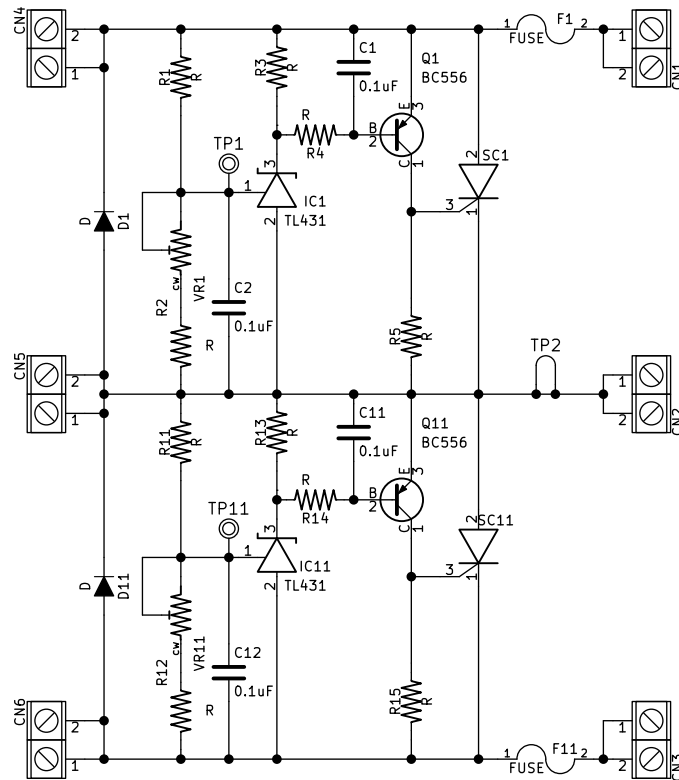 CN4
2
1
R1
R
R3
R
C1
0.1uF
Q1
BC556
1
FUSE
F1
2
1
2
CN1
R
R4
B
2
E
3
C
1
TP1
1
3
2
IC1
TL431
SC1
2
3
1
D
D1
VR1
cw
R2
R
C2
0.1uF
R5
R
CN5
2
1
TP2
1
2
CN2
R11
R
R13
R
C11
0.1uF
Q11
BC556
R
R14
B
2
E
3
C
1
TP11
1
3
2
IC11
TL431
SC11
2
3
1
D
D11
VR11
cw
R12
R
C12
0.1uF
R15
R
CN6
2
1
1
FUSE
F11
2
1
2
CN3